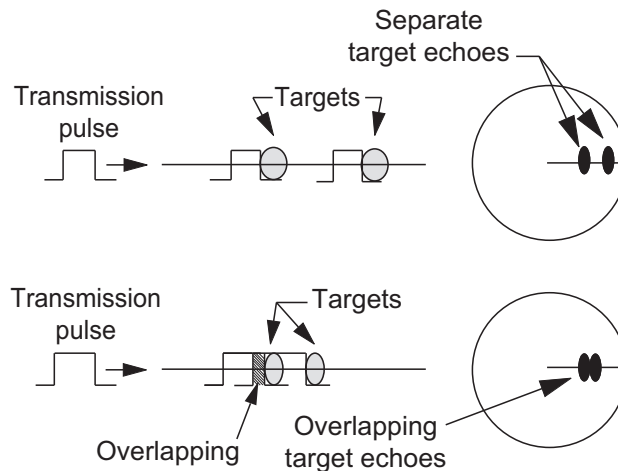 Separate
target echoes
Transmission
pulse
Targets
Transmission
pulse
Targets
Overlapping
Overlapping
target echoes